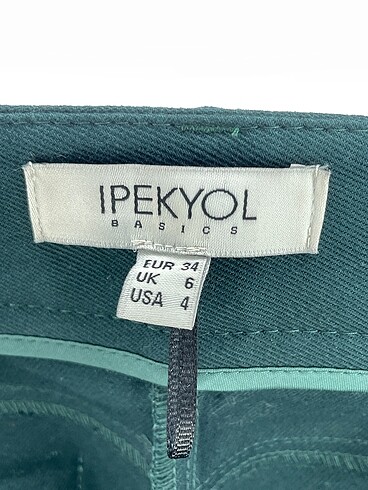 IPEKYOL
BASICS
EUR 34
UK 6
USA 4